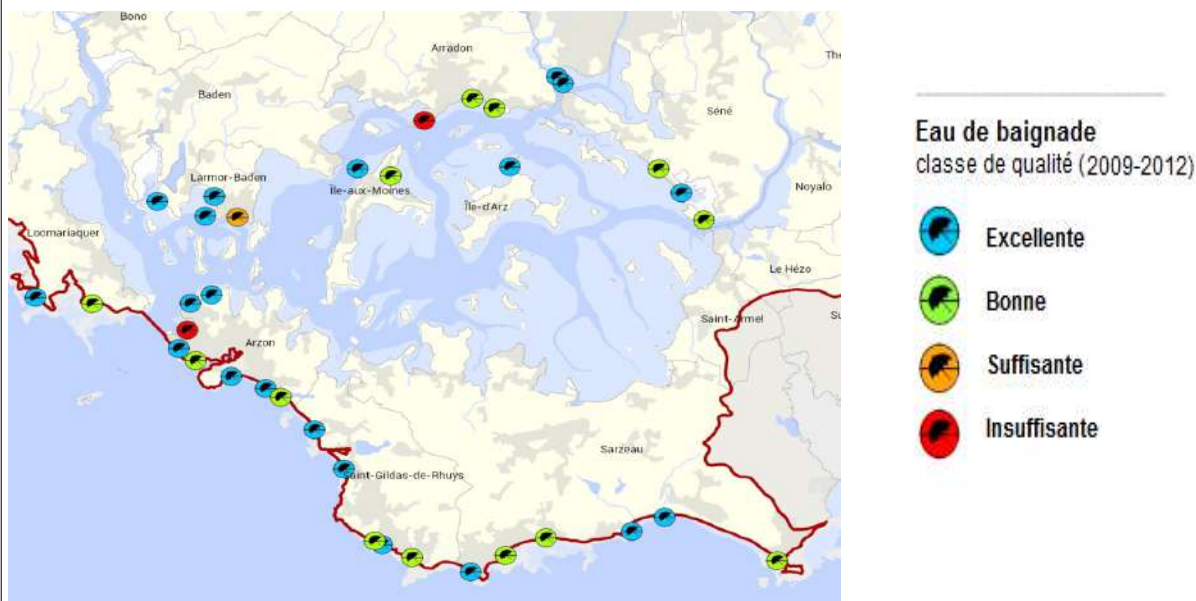 Bono
Arradon
Baden
Séné
Larmor-Baden
Île-aux-Moines
Île-d'Arz
Noyalo
Locmariaquer
Le Hézo
Saint-Armel
Arzon
Sarzeau
Saint-Gildas-de-Rhuys
Eau de baignade
classe de qualité (2009-2012)
Excellente
Bonne
Suffisante
Insuffisante